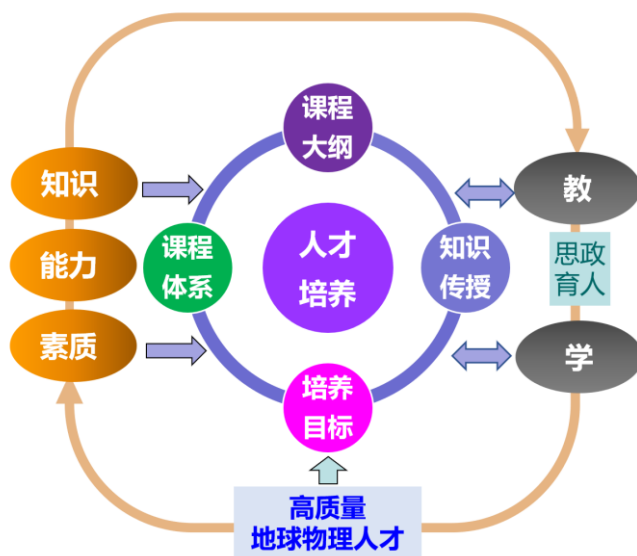 课程
大纲
知识
能力
素质
课程
体系
人才
培养
知识
传授
教
思政
育人
学
培养
目标
高质量
地球物理人才